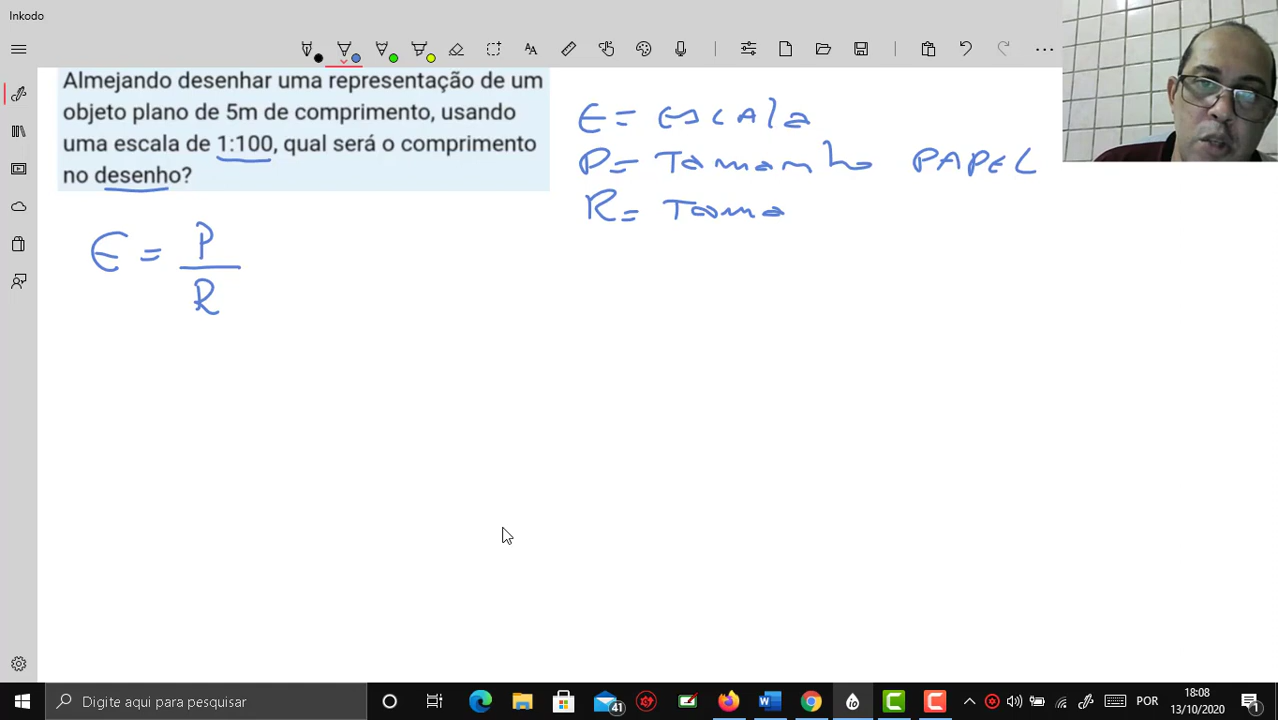 Inkodo
Almejando desenhar uma representação de um
objeto plano de 5m de comprimento, usando
uma escala de 1:100, qual será o comprimento
no desenho?
E = ESCAla
P = Tamanho PAPEL
R = Tama
E = P
R
Digite aqui para pesquisar
41
POR
18:08
13/10/2020
1